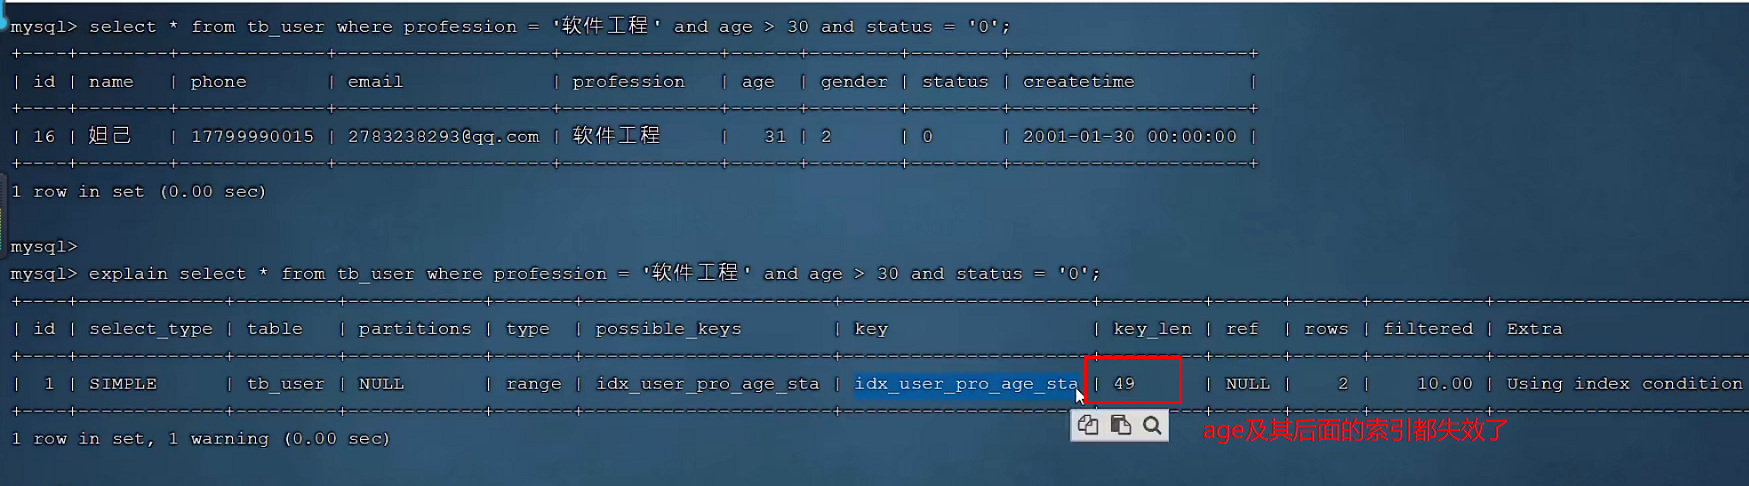 mysql> select * from tb_user where profession = '软件工程' and age > 30 and status = '0';
+----+------+-------------+-------------------+--------------+------+--------+--------+---------------------+
| id | name | phone | email | profession | age | gender | status | createtime |
+----+------+-------------+-------------------+--------------+------+--------+--------+---------------------+
| 16 | 妲己 | 17799990015 | 2783238293@qq.com | 软件工程 | 31 | 2 | 0 | 2001-01-30 00:00:00 |
+----+------+-------------+-------------------+--------------+------+--------+--------+---------------------+
1 row in set (0.00 sec)
mysql>
mysql> explain select * from tb_user where profession = '软件工程' and age > 30 and status = '0';
+----+-------------+---------+------------+-------+----------------------+----------------------+---------+------+------+----------+-----------------------
| id | select_type | table | partitions | type | possible_keys | key | key_len | ref | rows | filtered | Extra
+----+-------------+---------+------------+-------+----------------------+----------------------+---------+------+------+----------+-----------------------
| 1 | SIMPLE | tb_user | NULL | range | idx_user_pro_age_sta | idx_user_pro_age_sta | 49 | NULL | 2 | 10.00 | Using index condition
+----+-------------+---------+------------+-------+----------------------+----------------------+---------+------+------+----------+-----------------------
age及其后面的索引都失效了
1 row in set, 1 warning (0.00 sec)